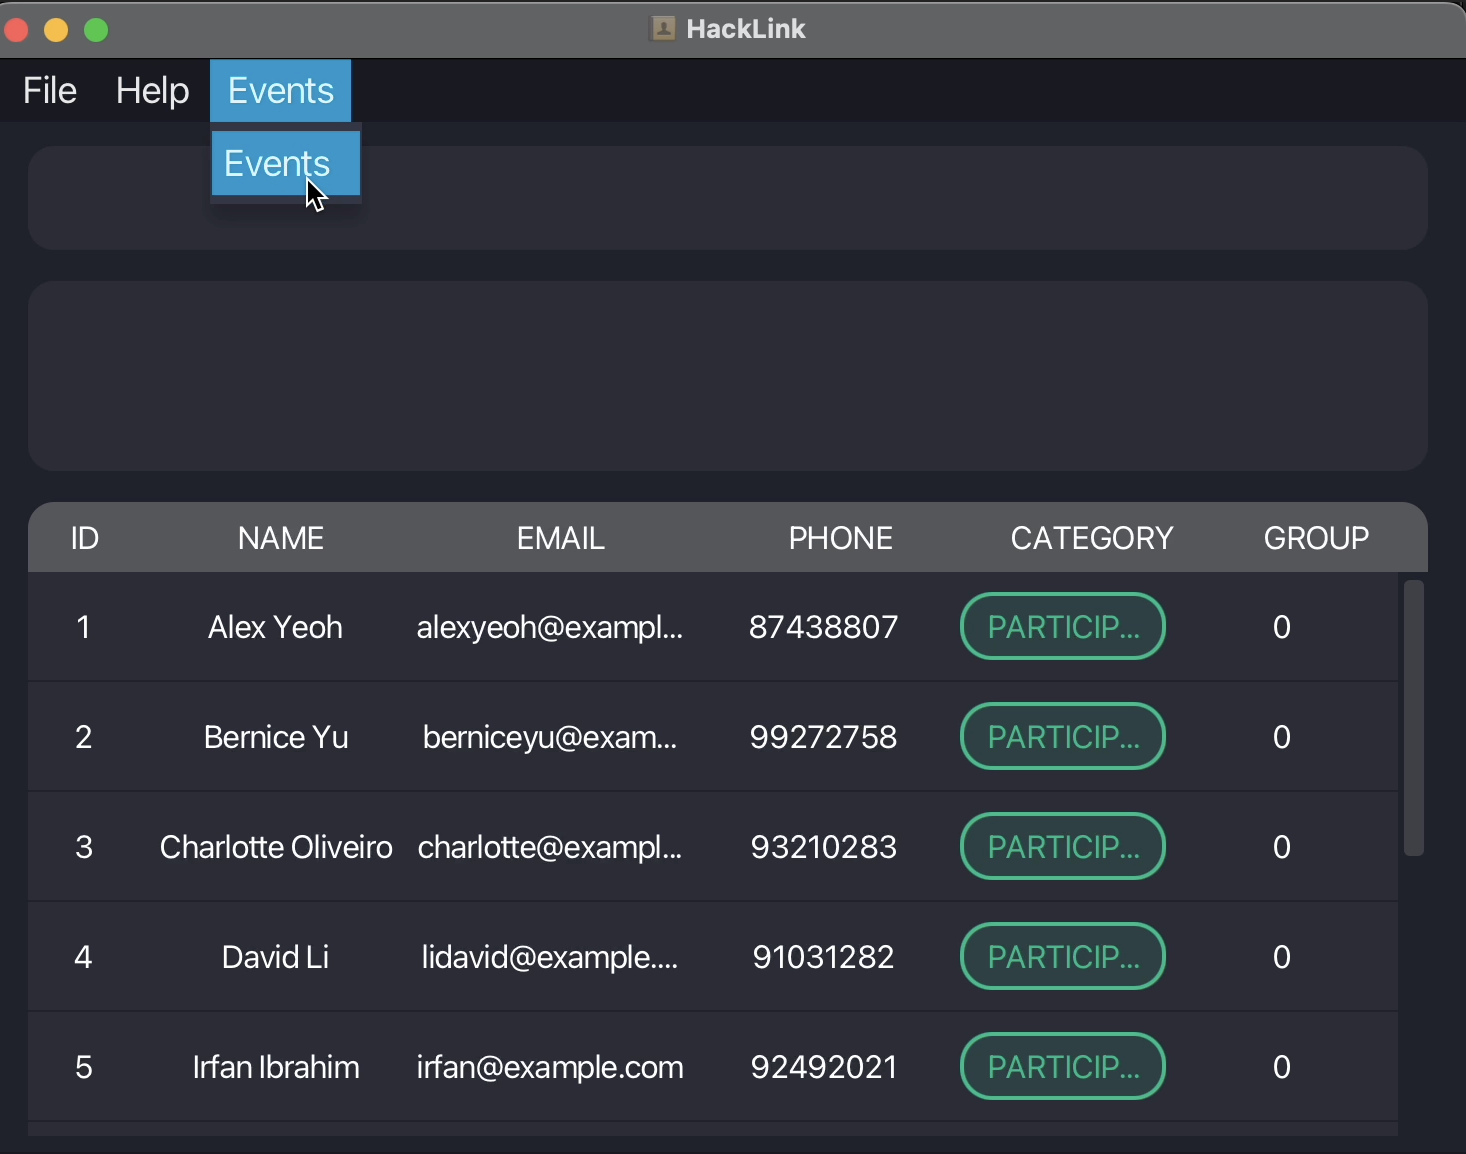 HackLink
File Help Events
Events
ID NAME EMAIL PHONE CATEGORY GROUP
1 Alex Yeoh alexyeoh@exampl... 87438807 PARTICIP... 0
2 Bernice Yu berniceyu@exam... 99272758 PARTICIP... 0
3 Charlotte Oliveiro charlotte@exampl... 93210283 PARTICIP... 0
4 David Li lidavid@example.... 91031282 PARTICIP... 0
5 Irfan Ibrahim irfan@example.com 92492021 PARTICIP... 0